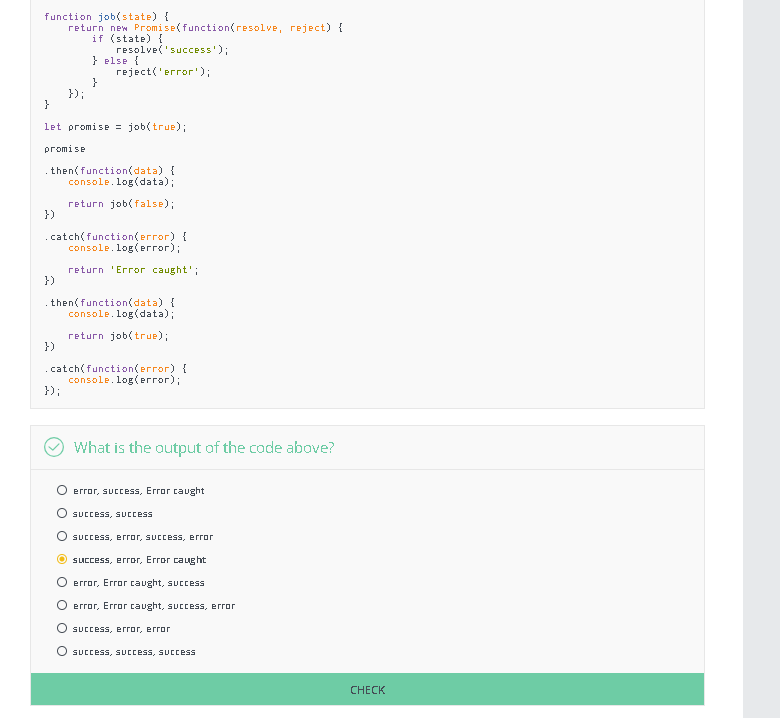 function job(state) {
    return new Promise(function(resolve, reject) {
        if (state) {
            resolve('success');
        } else {
            reject('error');
        }
    });
}
let promise = job(true);
promise
.then(function(data) {
    console.log(data);
    return job(false);
})
.catch(function(error) {
    console.log(error);
    return 'Error caught';
})
.then(function(data) {
    console.log(data);
    return job(true);
})
.catch(function(error) {
    console.log(error);
});
What is the output of the code above?
error, success, Error caught
success, success
success, error, success, error
success, error, Error caught
error, Error caught, success
error, Error caught, success, error
success, error, error
success, success, success
CHECK